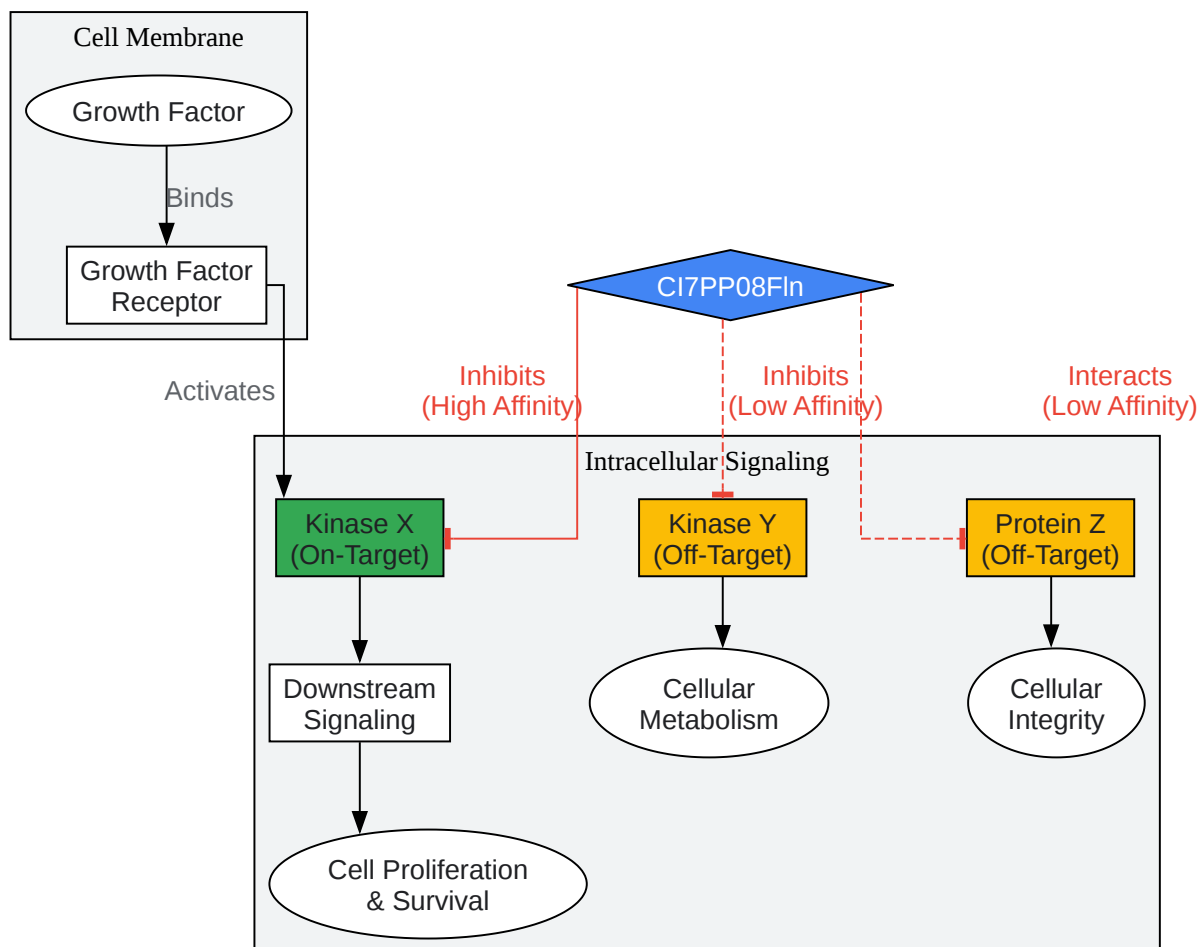 Cell Membrane
Growth Factor
Binds
Growth Factor
Receptor
CI7PP08Fln
Activates
Inhibits
(High Affinity)
Inhibits
(Low Affinity)
Interacts
(Low Affinity)
Intracellular Signaling
Kinase X
(On-Target)
Kinase Y
(Off-Target)
Protein Z
(Off-Target)
Downstream
Signaling
Cellular
Metabolism
Cellular
Integrity
Cell Proliferation
& Survival